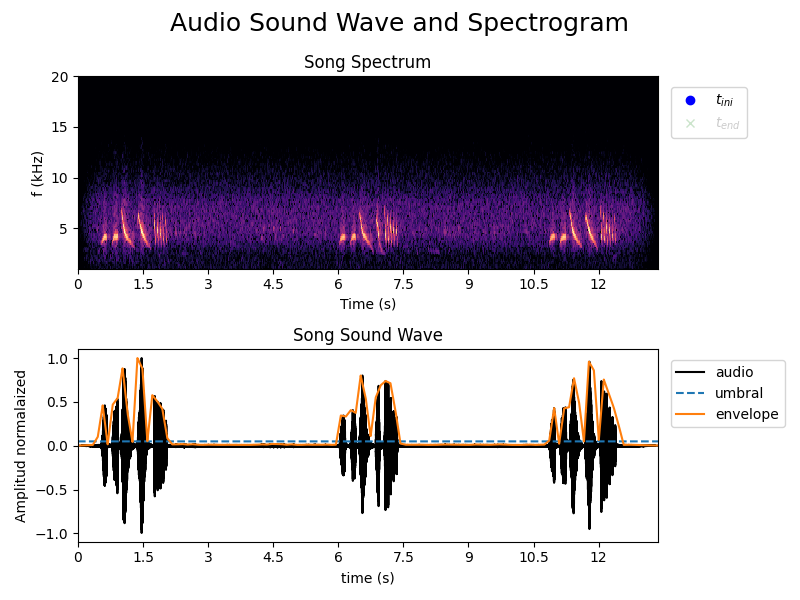 Audio Sound Wave and Spectrogram
Song Spectrum
20
15
10
5
f (kHz)
0 1.5 3 4.5 6 7.5 9 10.5 12
Time (s)
t_ini
t_end
Song Sound Wave
1.0
0.5
0.0
−0.5
−1.0
Amplitud normalaized
0 1.5 3 4.5 6 7.5 9 10.5 12
time (s)
audio
umbral
envelope